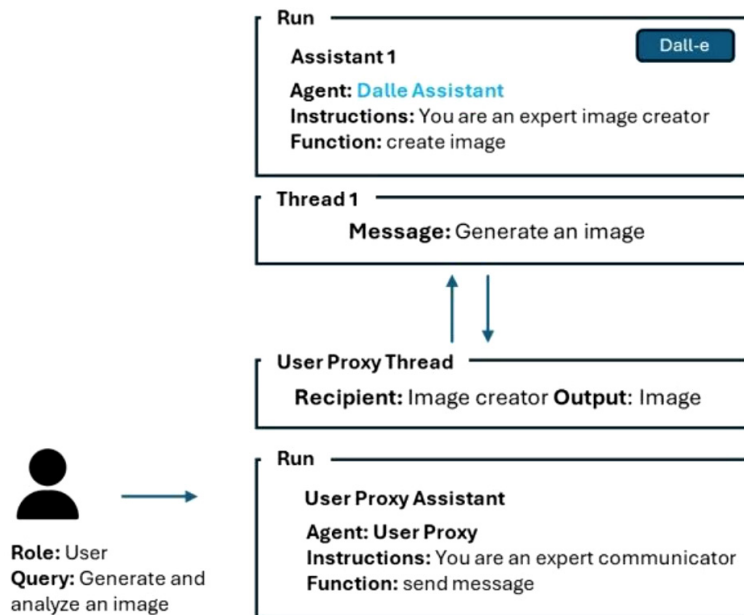 Run
Dall-e
Assistant 1
Agent: Dalle Assistant
Instructions: You are an expert image creator
Function: create image
Thread 1
Message: Generate an image
User Proxy Thread
Recipient: Image creator Output: Image
Run
User Proxy Assistant
Agent: User Proxy
Instructions: You are an expert communicator
Function: send message
Role: User
Query: Generate and
analyze an image